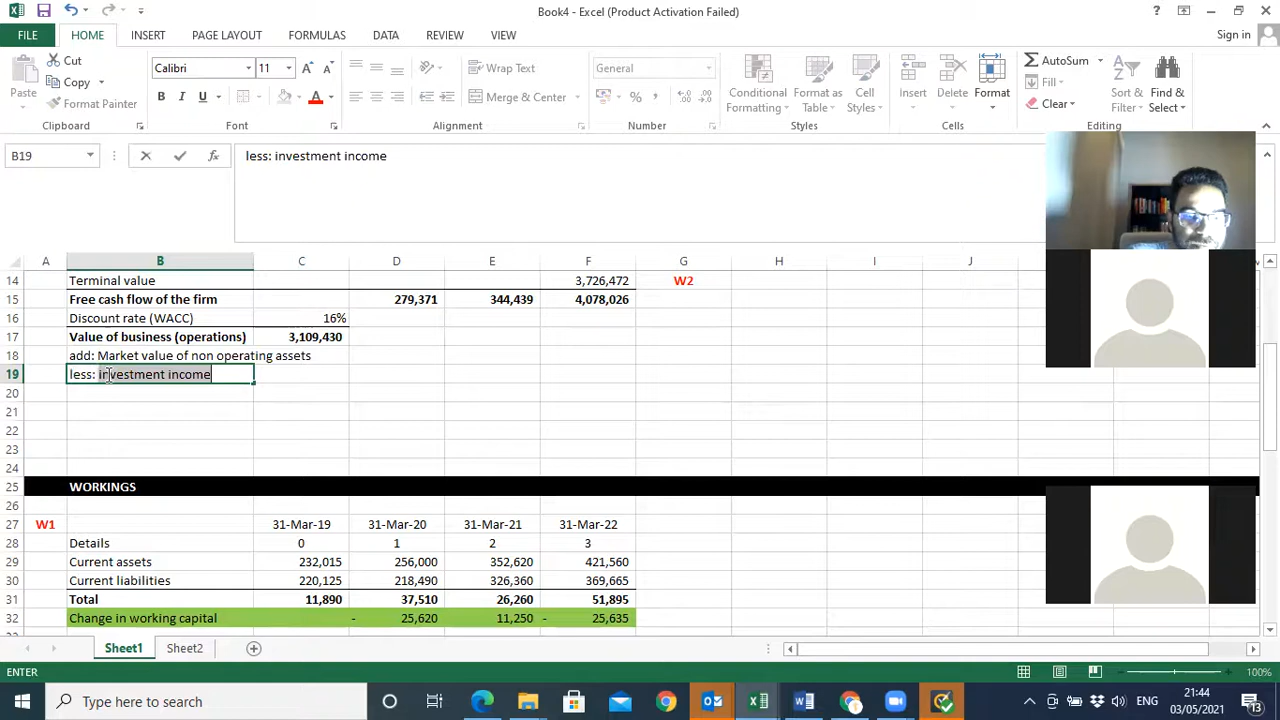 Book4 - Excel (Product Activation Failed)
FILE HOME INSERT PAGE LAYOUT FORMULAS DATA REVIEW VIEW Sign in
Cut
Copy
Format Painter
Paste
Clipboard
Calibri 11
B I U
Font
Wrap Text
Merge & Center
Alignment
General
Number
Conditional Formatting
Format as Table
Cell Styles
Styles
Insert Delete Format
Cells
AutoSum
Fill
Clear
Sort & Filter
Find & Select
Editing
B19 less: investment income
A B C D E F G H I J
14 Terminal value 3,726,472 W2
15 Free cash flow of the firm 279,371 344,439 4,078,026
16 Discount rate (WACC) 16%
17 Value of business (operations) 3,109,430
18 add: Market value of non operating assets
19 less: investment income
20
21
22
23
24
25 WORKINGS
26
27 W1 31-Mar-19 31-Mar-20 31-Mar-21 31-Mar-22
28 Details 0 1 2 3
29 Current assets 232,015 256,000 352,620 421,560
30 Current liabilities 220,125 218,490 326,360 369,665
31 Total 11,890 37,510 26,260 51,895
32 Change in working capital - 25,620 11,250 - 25,635
Sheet1 Sheet2
ENTER 100%
Type here to search
ENG
21:44
03/05/2021
13